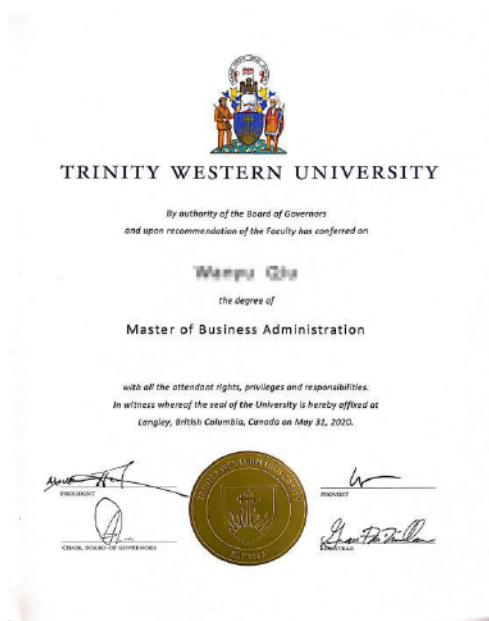 TRINITY WESTERN UNIVERSITY
By authority of the Board of Governors
and upon recommendation of the Faculty has conferred on
the degree of
Master of Business Administration
with all the attendant rights, privileges and responsibilities.
In witness whereof the seal of the University is hereby affixed at
Langley, British Columbia, Canada on May 31, 2020.
PRESIDENT
PROVOST
TRINITY WESTERN UNIVERSITY
CHAIR, BOARD OF GOVERNORS